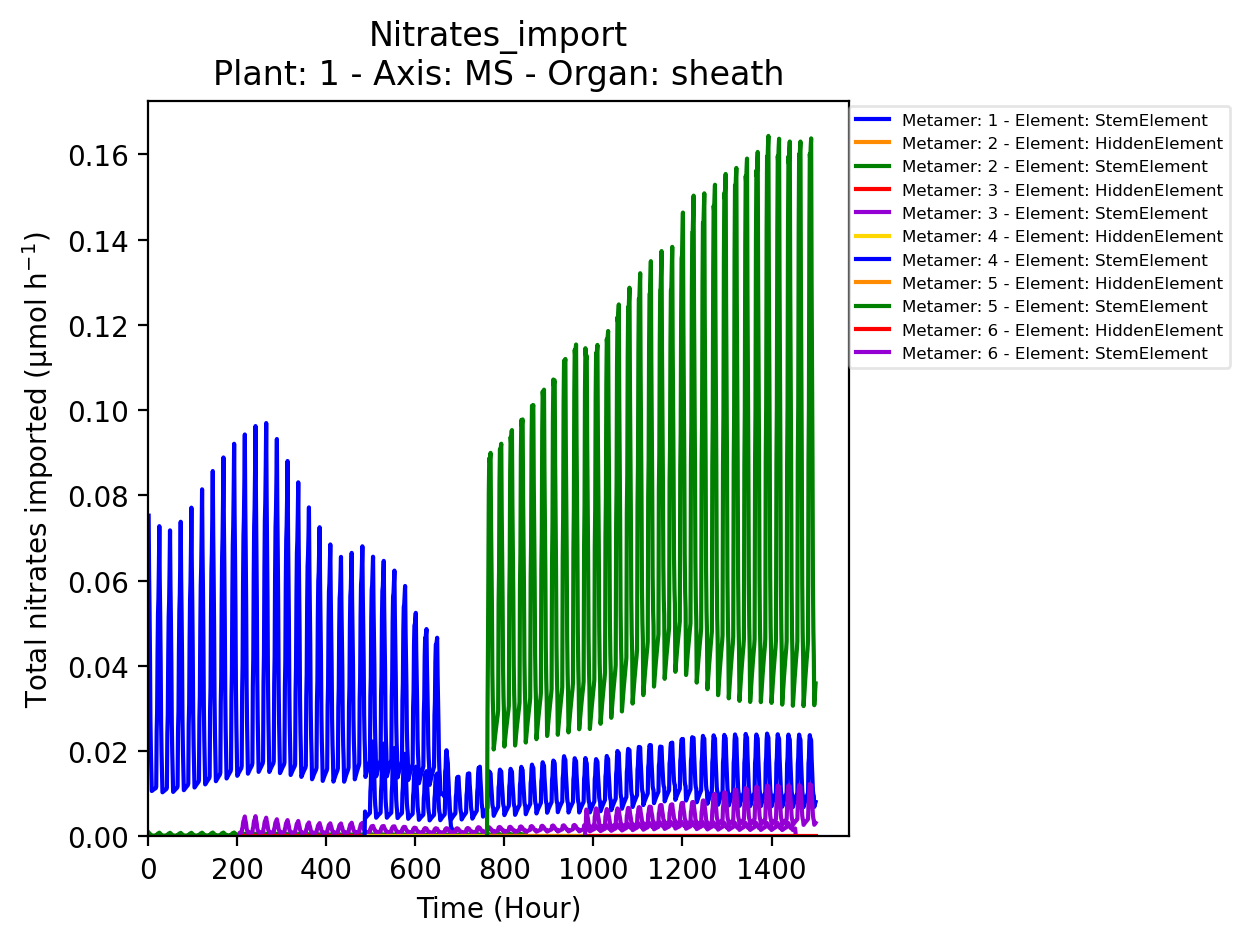 Nitrates_import
Plant: 1 - Axis: MS - Organ: sheath
Total nitrates imported (µmol h⁻¹)
0.16
0.14
0.12
0.10
0.08
0.06
0.04
0.02
0.00
0 200 400 600 800 1000 1200 1400
Time (Hour)
Metamer: 1 - Element: StemElement
Metamer: 2 - Element: HiddenElement
Metamer: 2 - Element: StemElement
Metamer: 3 - Element: HiddenElement
Metamer: 3 - Element: StemElement
Metamer: 4 - Element: HiddenElement
Metamer: 4 - Element: StemElement
Metamer: 5 - Element: HiddenElement
Metamer: 5 - Element: StemElement
Metamer: 6 - Element: HiddenElement
Metamer: 6 - Element: StemElement